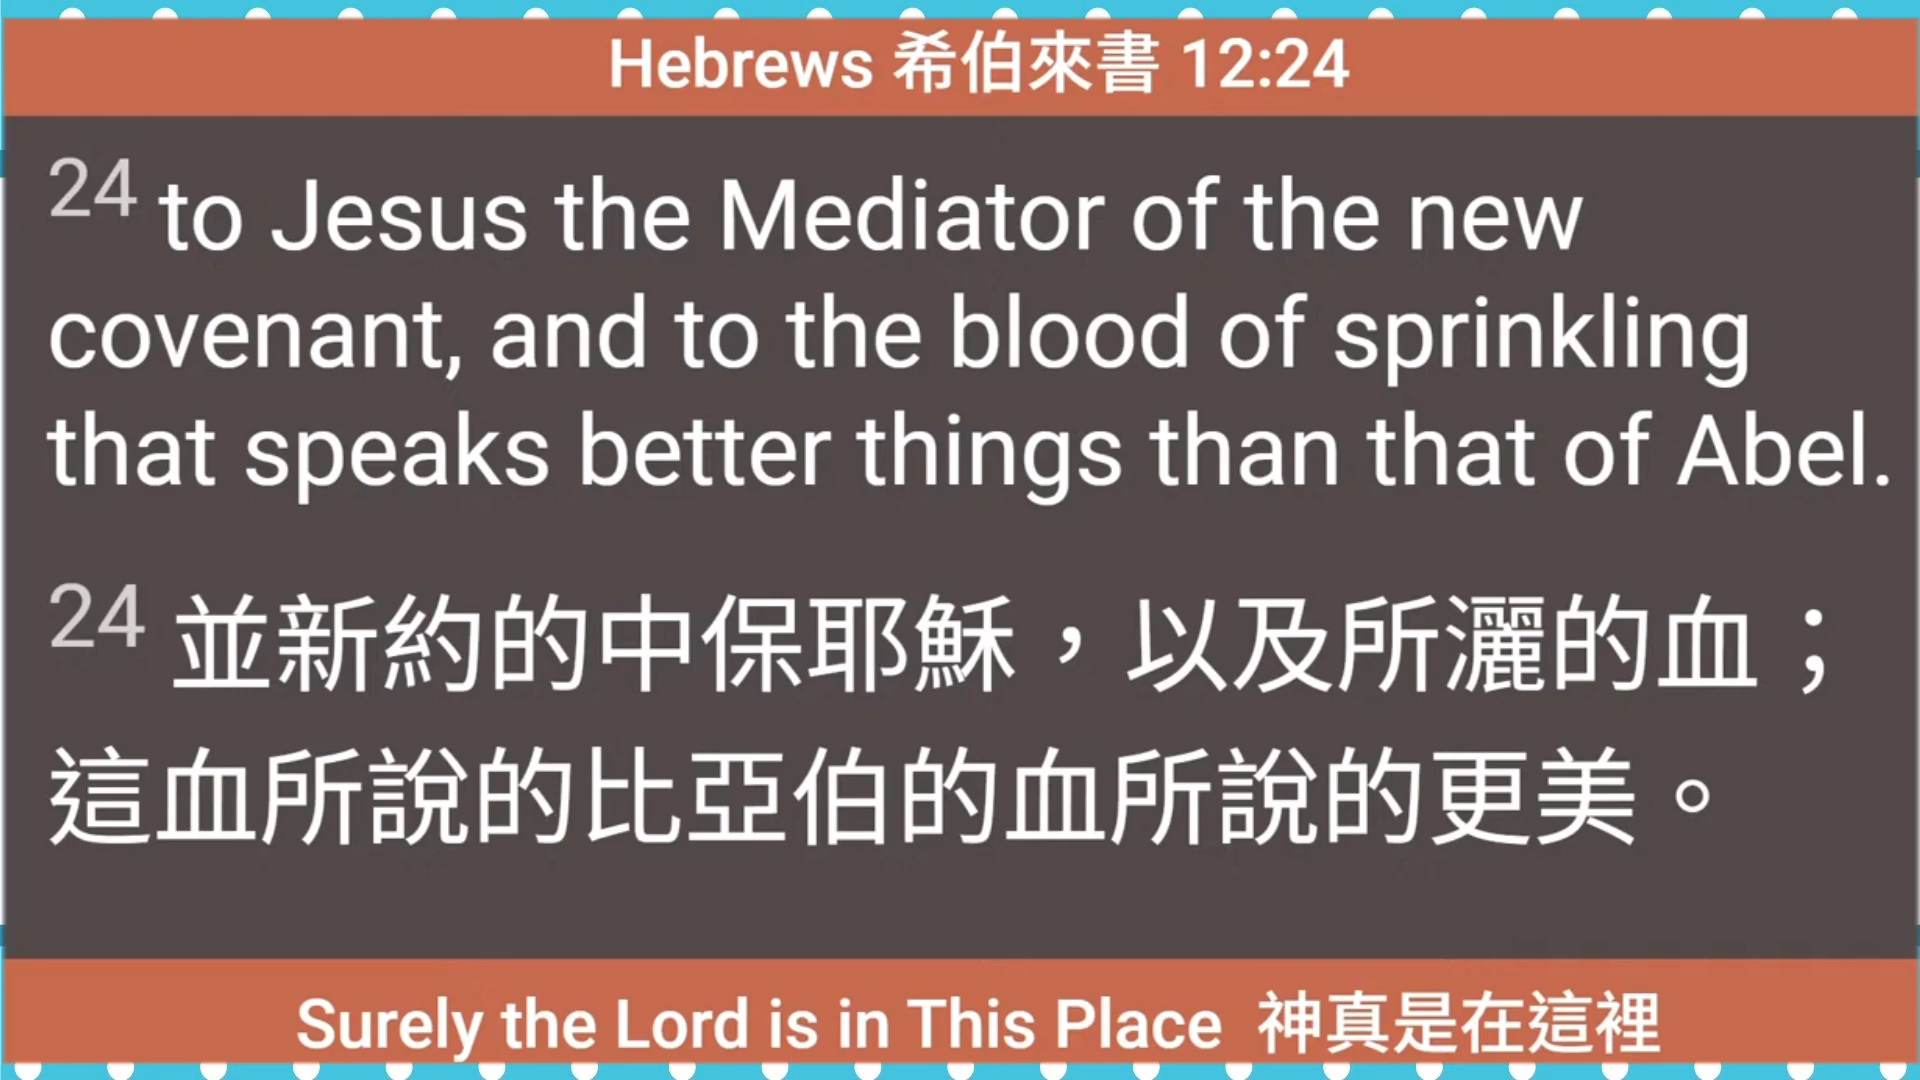 Hebrews 希伯來書 12:24
24 to Jesus the Mediator of the new
covenant, and to the blood of sprinkling
that speaks better things than that of Abel.
24 並新約的中保耶穌，以及所灑的血；
這血所說的比亞伯的血所說的更美。
Surely the Lord is in This Place 神真是在這裡